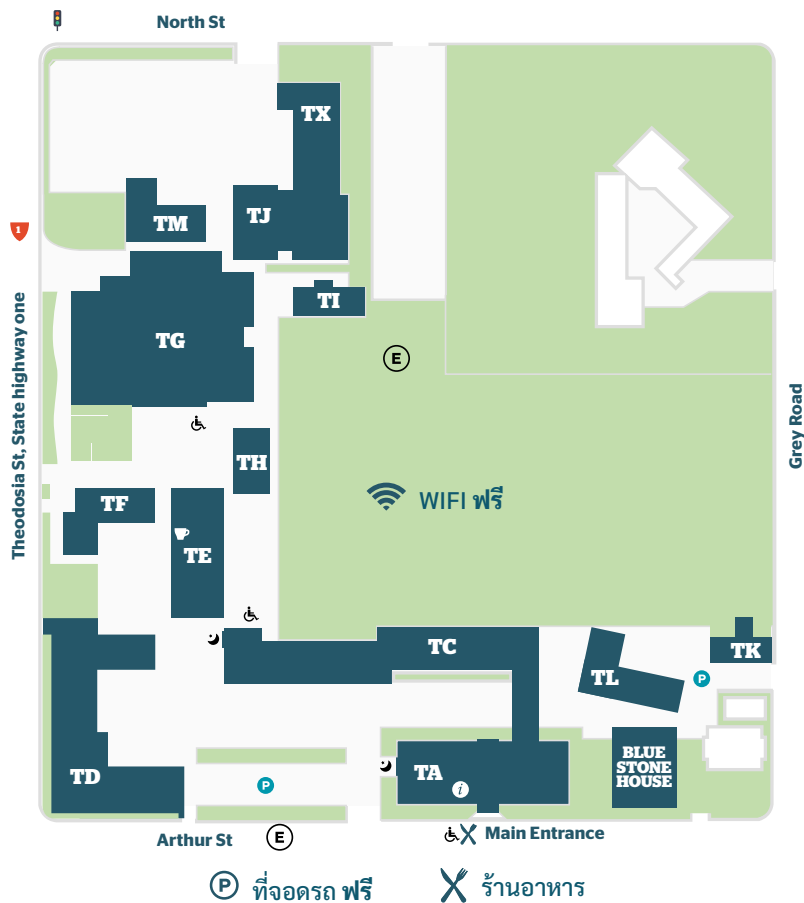 North St
TX
TM
TJ
1
TI
TG
E
Theodosia St, State highway one
Grey Road
TH
WIFI ฟรี
TF
TE
TC
TK
TL
P
BLUE
STONE
HOUSE
TD
TA
i
P
Arthur St
E
Main Entrance
P ที่จอดรถ ฟรี
ร้านอาหาร